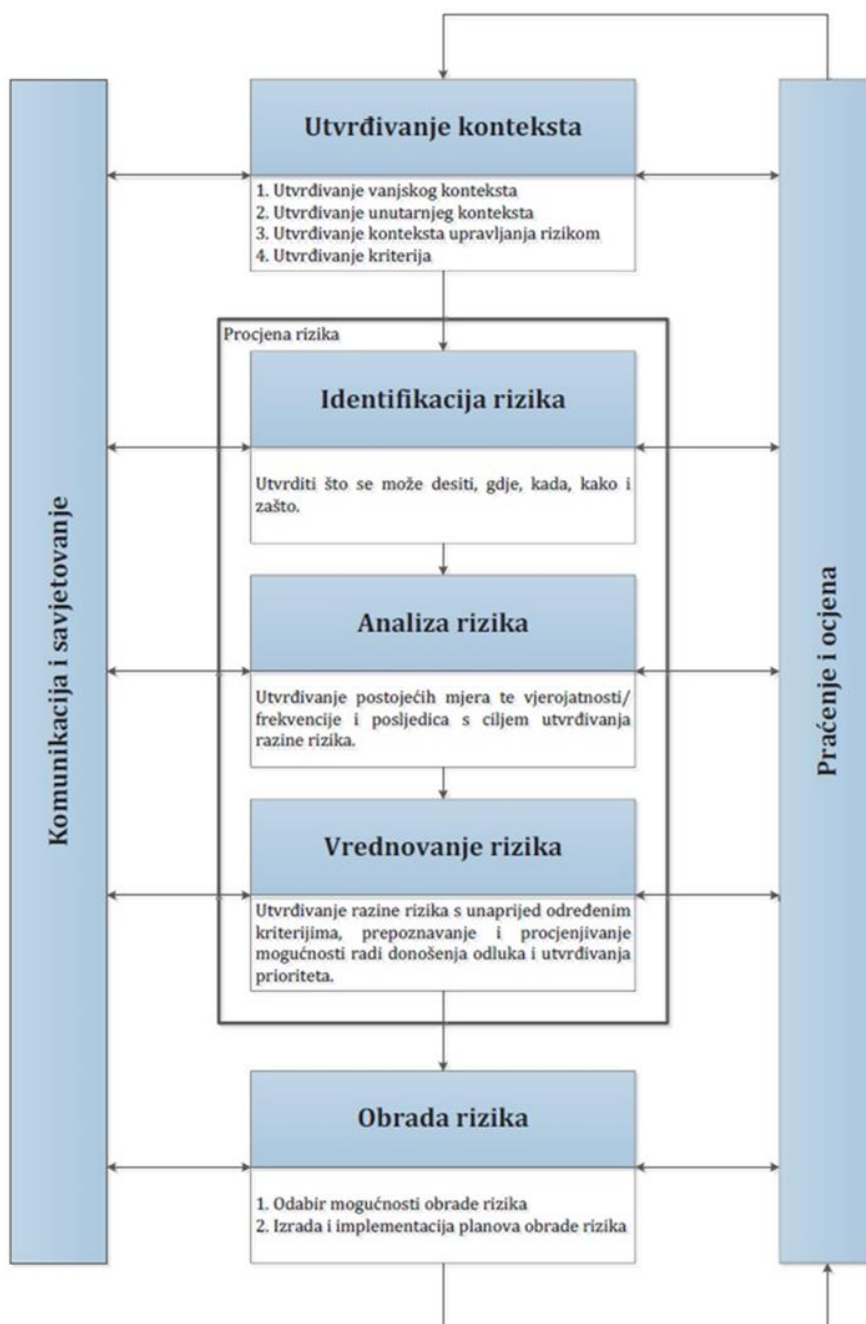 Utvrđivanje konteksta
1. Utvrđivanje vanjskog konteksta
2. Utvrđivanje unutarnjeg konteksta
3. Utvrđivanje konteksta upravljanja rizikom
4. Utvrđivanje kriterija
Procjena rizika
Identifikacija rizika
Utvrditi što se može desiti, gdje, kada, kako i
zašto.
Analiza rizika
Utvrđivanje postojećih mjera te vjerojatnosti/
frekvencije i posljedica s ciljem utvrđivanja
razine rizika.
Vrednovanje rizika
Utvrđivanje razine rizika s unaprijed određenim
kriterijima, prepoznavanje i procjenjivanje
mogućnosti radi donošenja odluka i utvrđivanja
prioriteta.
Obrada rizika
1. Odabir mogućnosti obrade rizika
2. Izrada i implementacija planova obrade rizika
Komunikacija i savjetovanje
Praćenje i ocjena